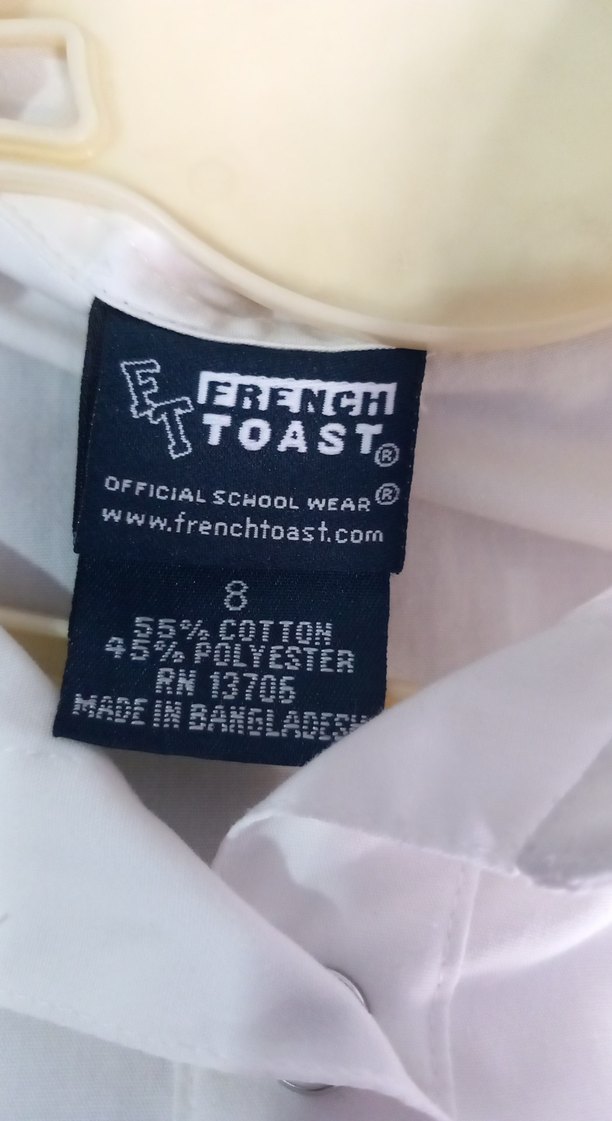 FT FRENCH
TOAST®
OFFICIAL SCHOOL WEAR®
www.frenchtoast.com
8
55% COTTON
45% POLYESTER
RN 13706
MADE IN BANGLADESH